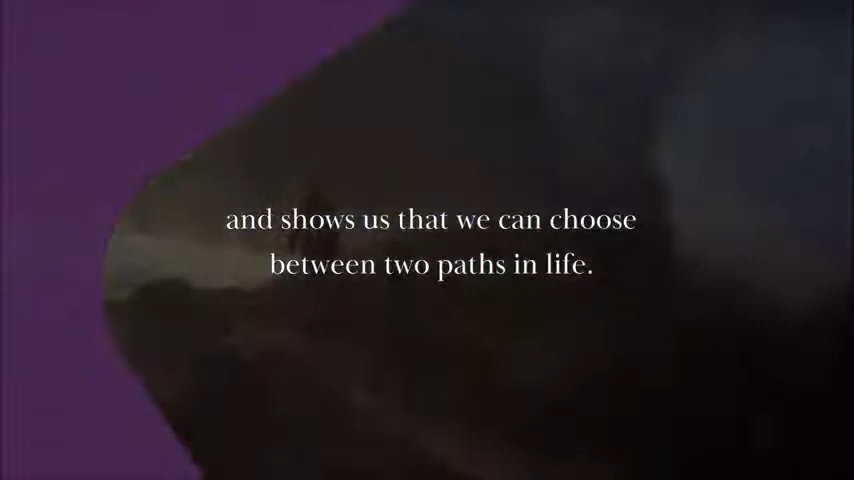 and shows us that we can choose
between two paths in life.